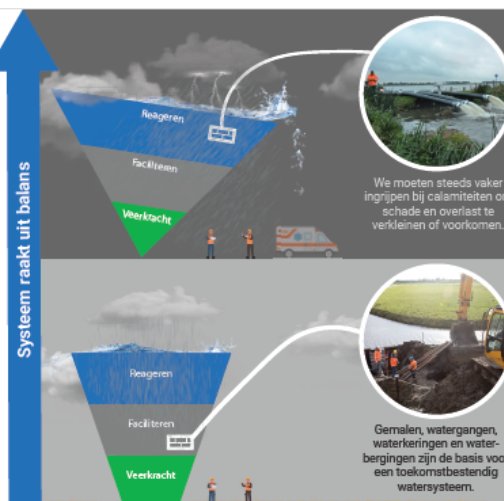 Systeem raakt uit balans
Reageren
Faciliteren
Veerkracht
We moeten steeds vaker
ingrijpen bij calamiteiten om
schade en overlast te
verkleinen of voorkomen.
Reageren
Faciliteren
Veerkracht
Gemalen, watergangen,
waterkeringen en water-
bergingen zijn de basis voor
een toekomstbestendig
watersysteem.